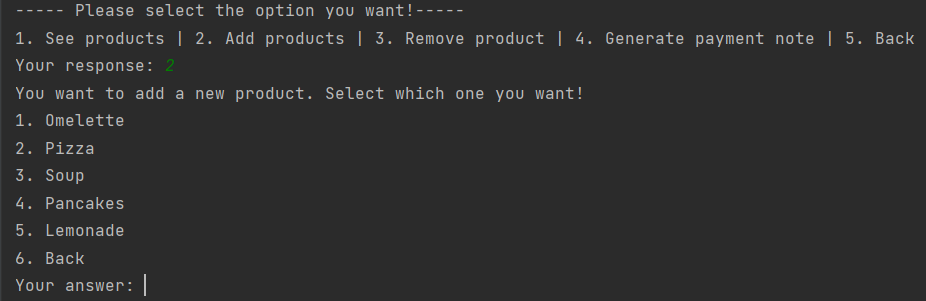 ----- Please select the option you want!-----
1. See products | 2. Add products | 3. Remove product | 4. Generate payment note | 5. Back
Your response: 2
You want to add a new product. Select which one you want!
1. Omelette
2. Pizza
3. Soup
4. Pancakes
5. Lemonade
6. Back
Your answer: